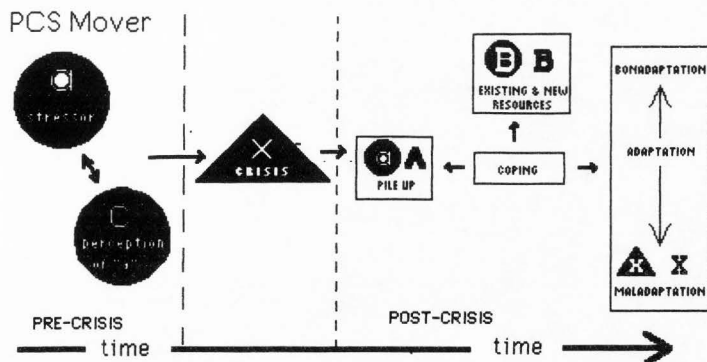 PCS Mover
a
stressor
C
perception
of "a"
X
CRISIS
a A
PILE UP
B B
EXISTING & NEW
RESOURCES
COPING
BONADAPTATION
ADAPTATION
X X
MALADAPTATION
PRE-CRISIS
POST-CRISIS
time
time